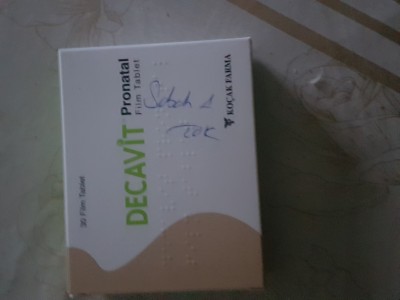 DECAVİT
Pronatal
Film Tablet
Sabah 1
Tok
KOÇAK FARMA
30 Film Tablet